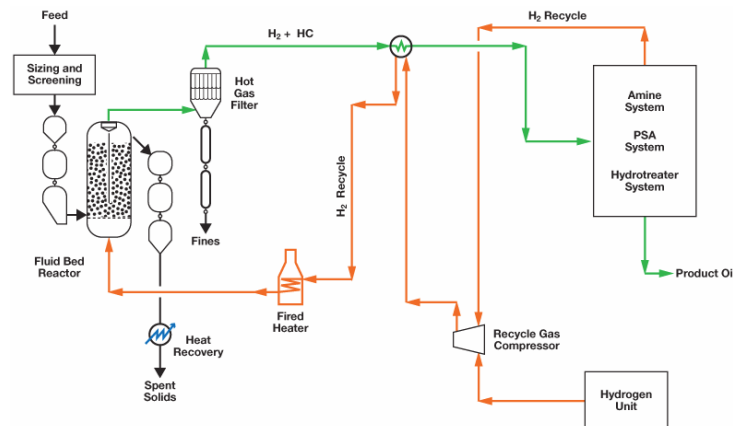 Feed
Sizing and
Screening
H₂ + HC
H₂ Recycle
Hot
Gas
Filter
Amine
System
PSA
System
Hydrotreater
System
H₂ Recycle
Fines
Fluid Bed
Reactor
Product Oi
Fired
Heater
Heat
Recovery
Recycle Gas
Compressor
Spent
Solids
Hydrogen
Unit